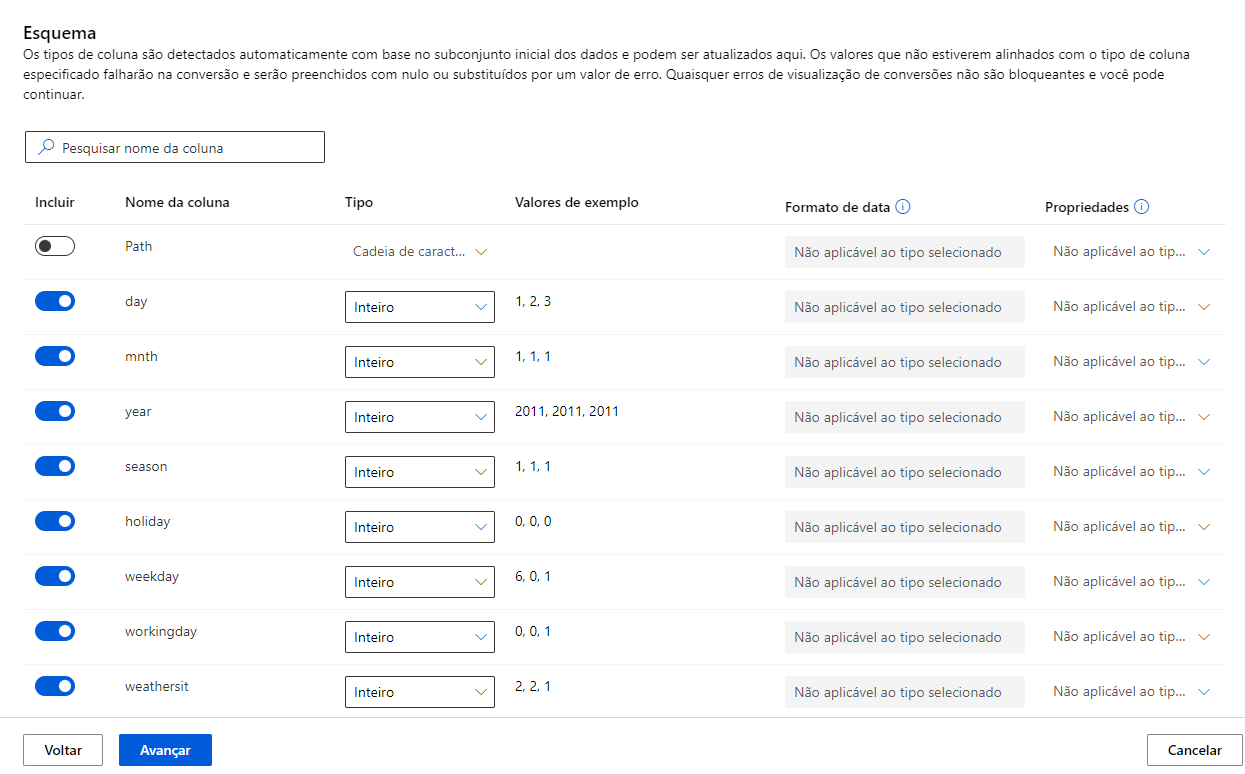 Esquema
Os tipos de coluna são detectados automaticamente com base no subconjunto inicial dos dados e podem ser atualizados aqui. Os valores que não estiverem alinhados com o tipo de coluna
especificado falharão na conversão e serão preenchidos com nulo ou substituídos por um valor de erro. Quaisquer erros de visualização de conversões não são bloqueantes e você pode
continuar.
Pesquisar nome da coluna
Incluir Nome da coluna Tipo Valores de exemplo Formato de data Propriedades
Path Cadeia de caract... Não aplicável ao tipo selecionado Não aplicável ao tip...
day Inteiro 1, 2, 3 Não aplicável ao tipo selecionado Não aplicável ao tip...
mnth Inteiro 1, 1, 1 Não aplicável ao tipo selecionado Não aplicável ao tip...
year Inteiro 2011, 2011, 2011 Não aplicável ao tipo selecionado Não aplicável ao tip...
season Inteiro 1, 1, 1 Não aplicável ao tipo selecionado Não aplicável ao tip...
holiday Inteiro 0, 0, 0 Não aplicável ao tipo selecionado Não aplicável ao tip...
weekday Inteiro 6, 0, 1 Não aplicável ao tipo selecionado Não aplicável ao tip...
workingday Inteiro 0, 0, 1 Não aplicável ao tipo selecionado Não aplicável ao tip...
weathersit Inteiro 2, 2, 1 Não aplicável ao tipo selecionado Não aplicável ao tip...
Voltar Avançar Cancelar